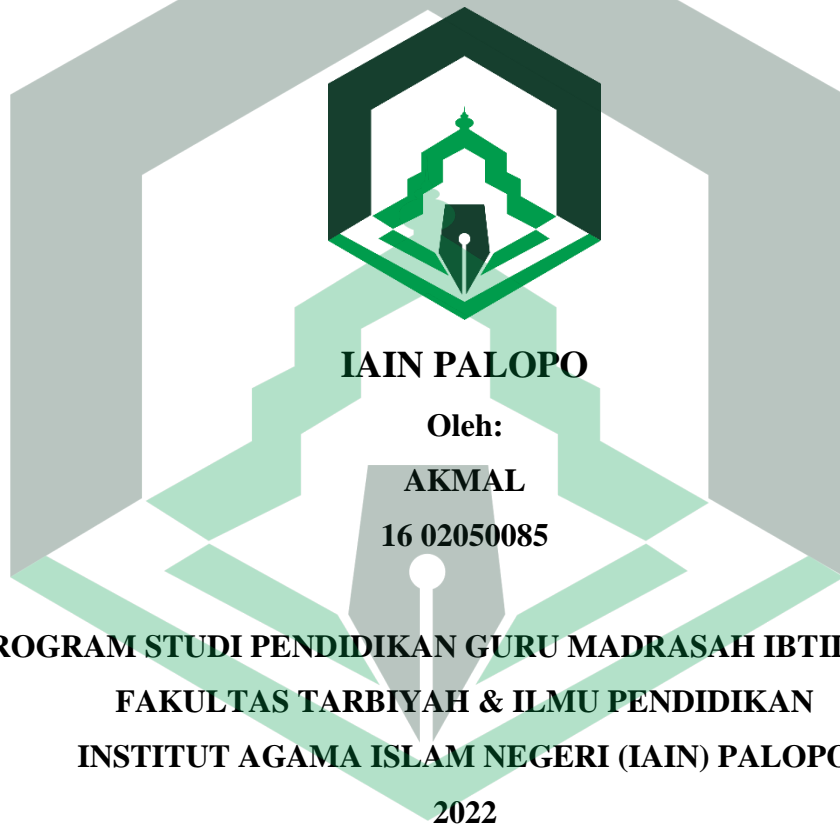 IAIN PALOPO
Oleh:
AKMAL
16 02050085
ROGRAM STUDI PENDIDIKAN GURU MADRASAH IBTI
FAKULTAS TARBIYAH & ILMU PENDIDIKAN
INSTITUT AGAMA ISLAM NEGERI (IAIN) PALOPO
2022